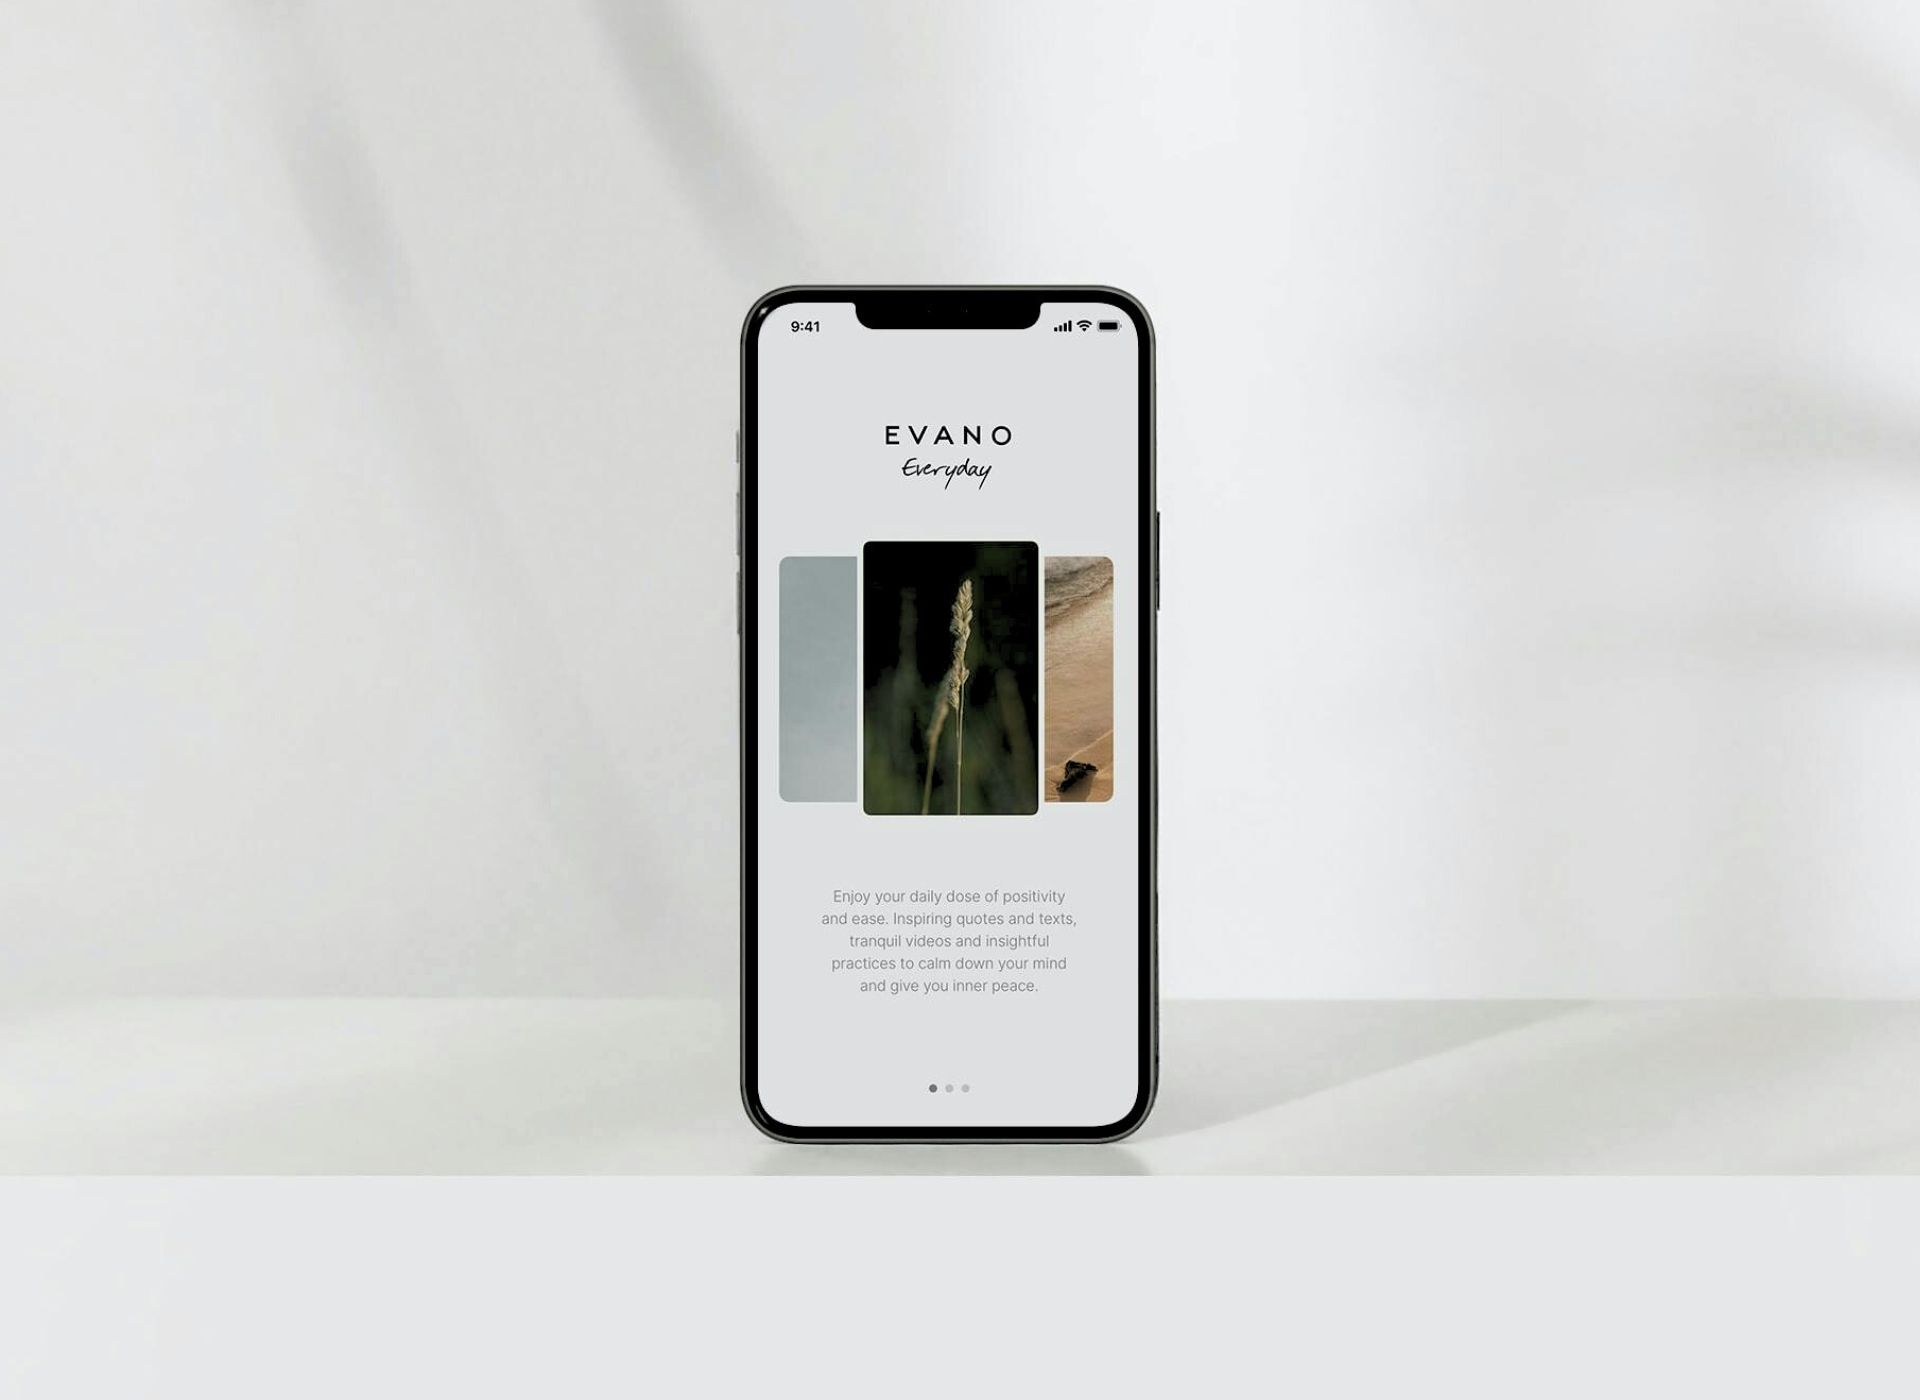 9:41
EVANO
Everyday
Enjoy your daily dose of positivity
and ease. Inspiring quotes and texts,
tranquil videos and insightful
practices to calm down your mind
and give you inner peace.